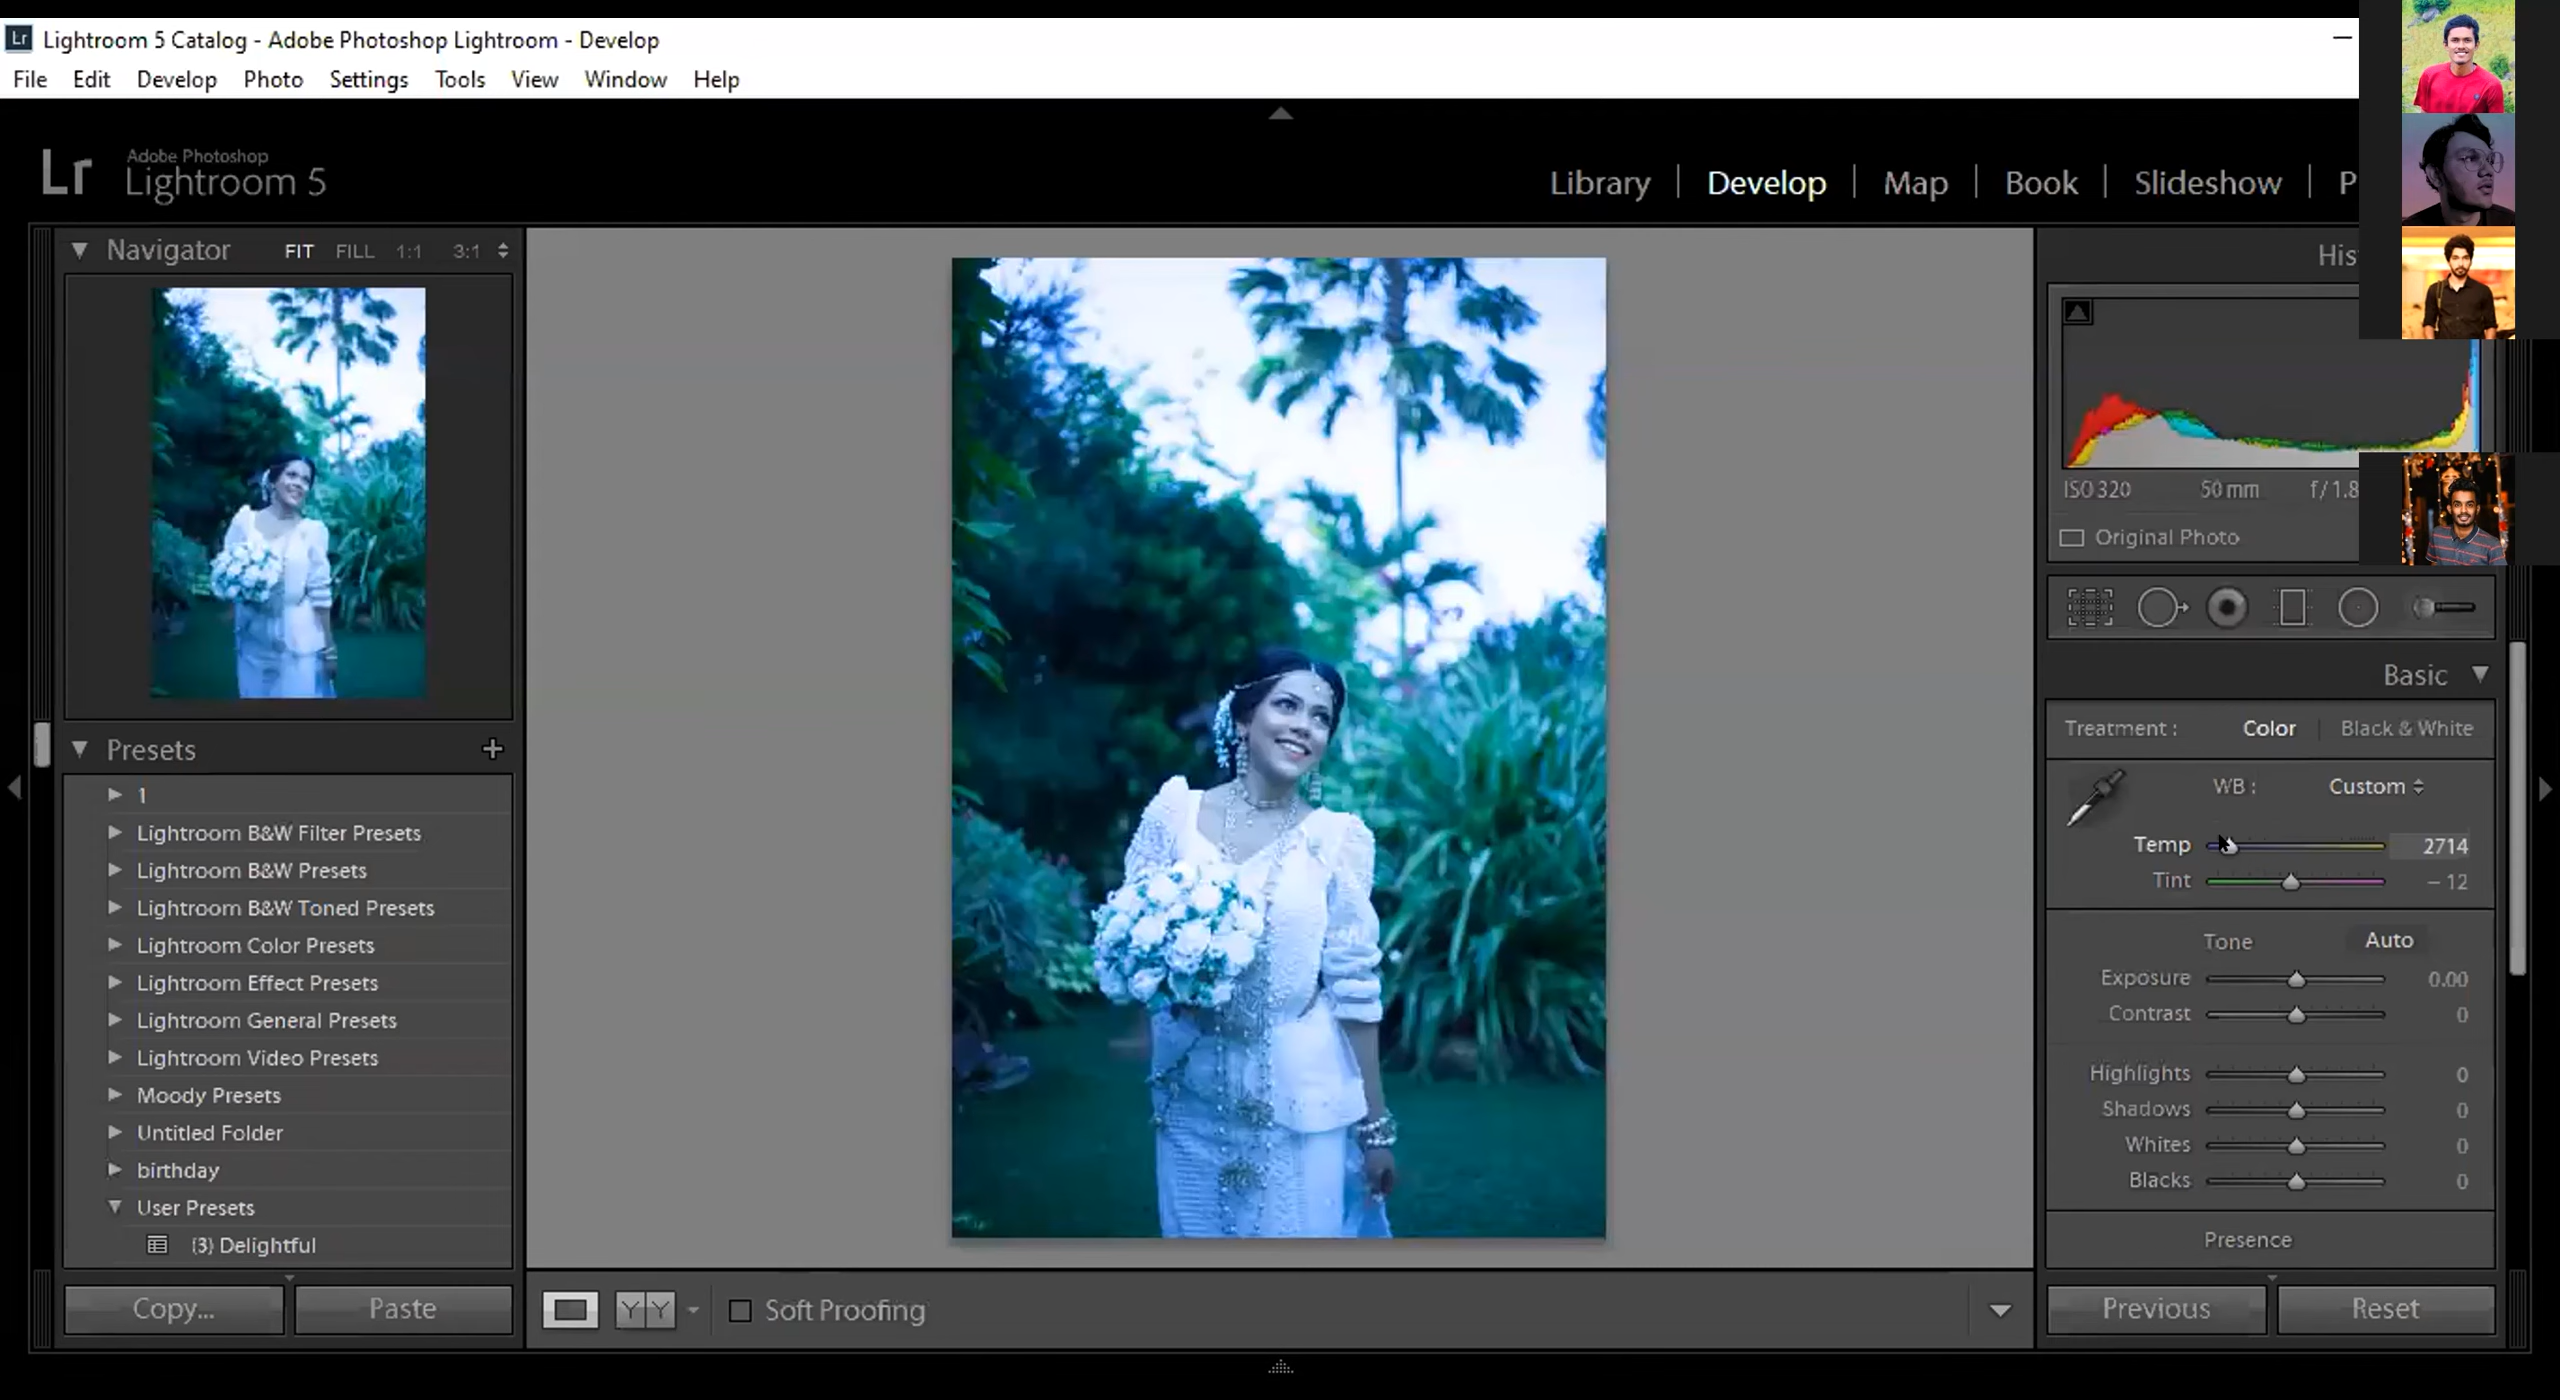 Lr Lightroom 5 Catalog - Adobe Photoshop Lightroom - Develop
File Edit Develop Photo Settings Tools View Window Help
Lr Adobe Photoshop
Lightroom 5
Library | Develop | Map | Book | Slideshow | P
Navigator FIT FILL 1:1 3:1
His
ISO 320 50 mm f / 1.8
Original Photo
Basic
Treatment : Color | Black & White
WB : Custom
Temp 2714
Tint – 12
Tone Auto
Exposure 0.00
Contrast 0
Highlights 0
Shadows 0
Whites 0
Blacks 0
Presence
Previous Reset
Presets +
1
Lightroom B&W Filter Presets
Lightroom B&W Presets
Lightroom B&W Toned Presets
Lightroom Color Presets
Lightroom Effect Presets
Lightroom General Presets
Lightroom Video Presets
Moody Presets
Untitled Folder
birthday
User Presets
(3) Delightful
Copy... Paste
Y Y Soft Proofing